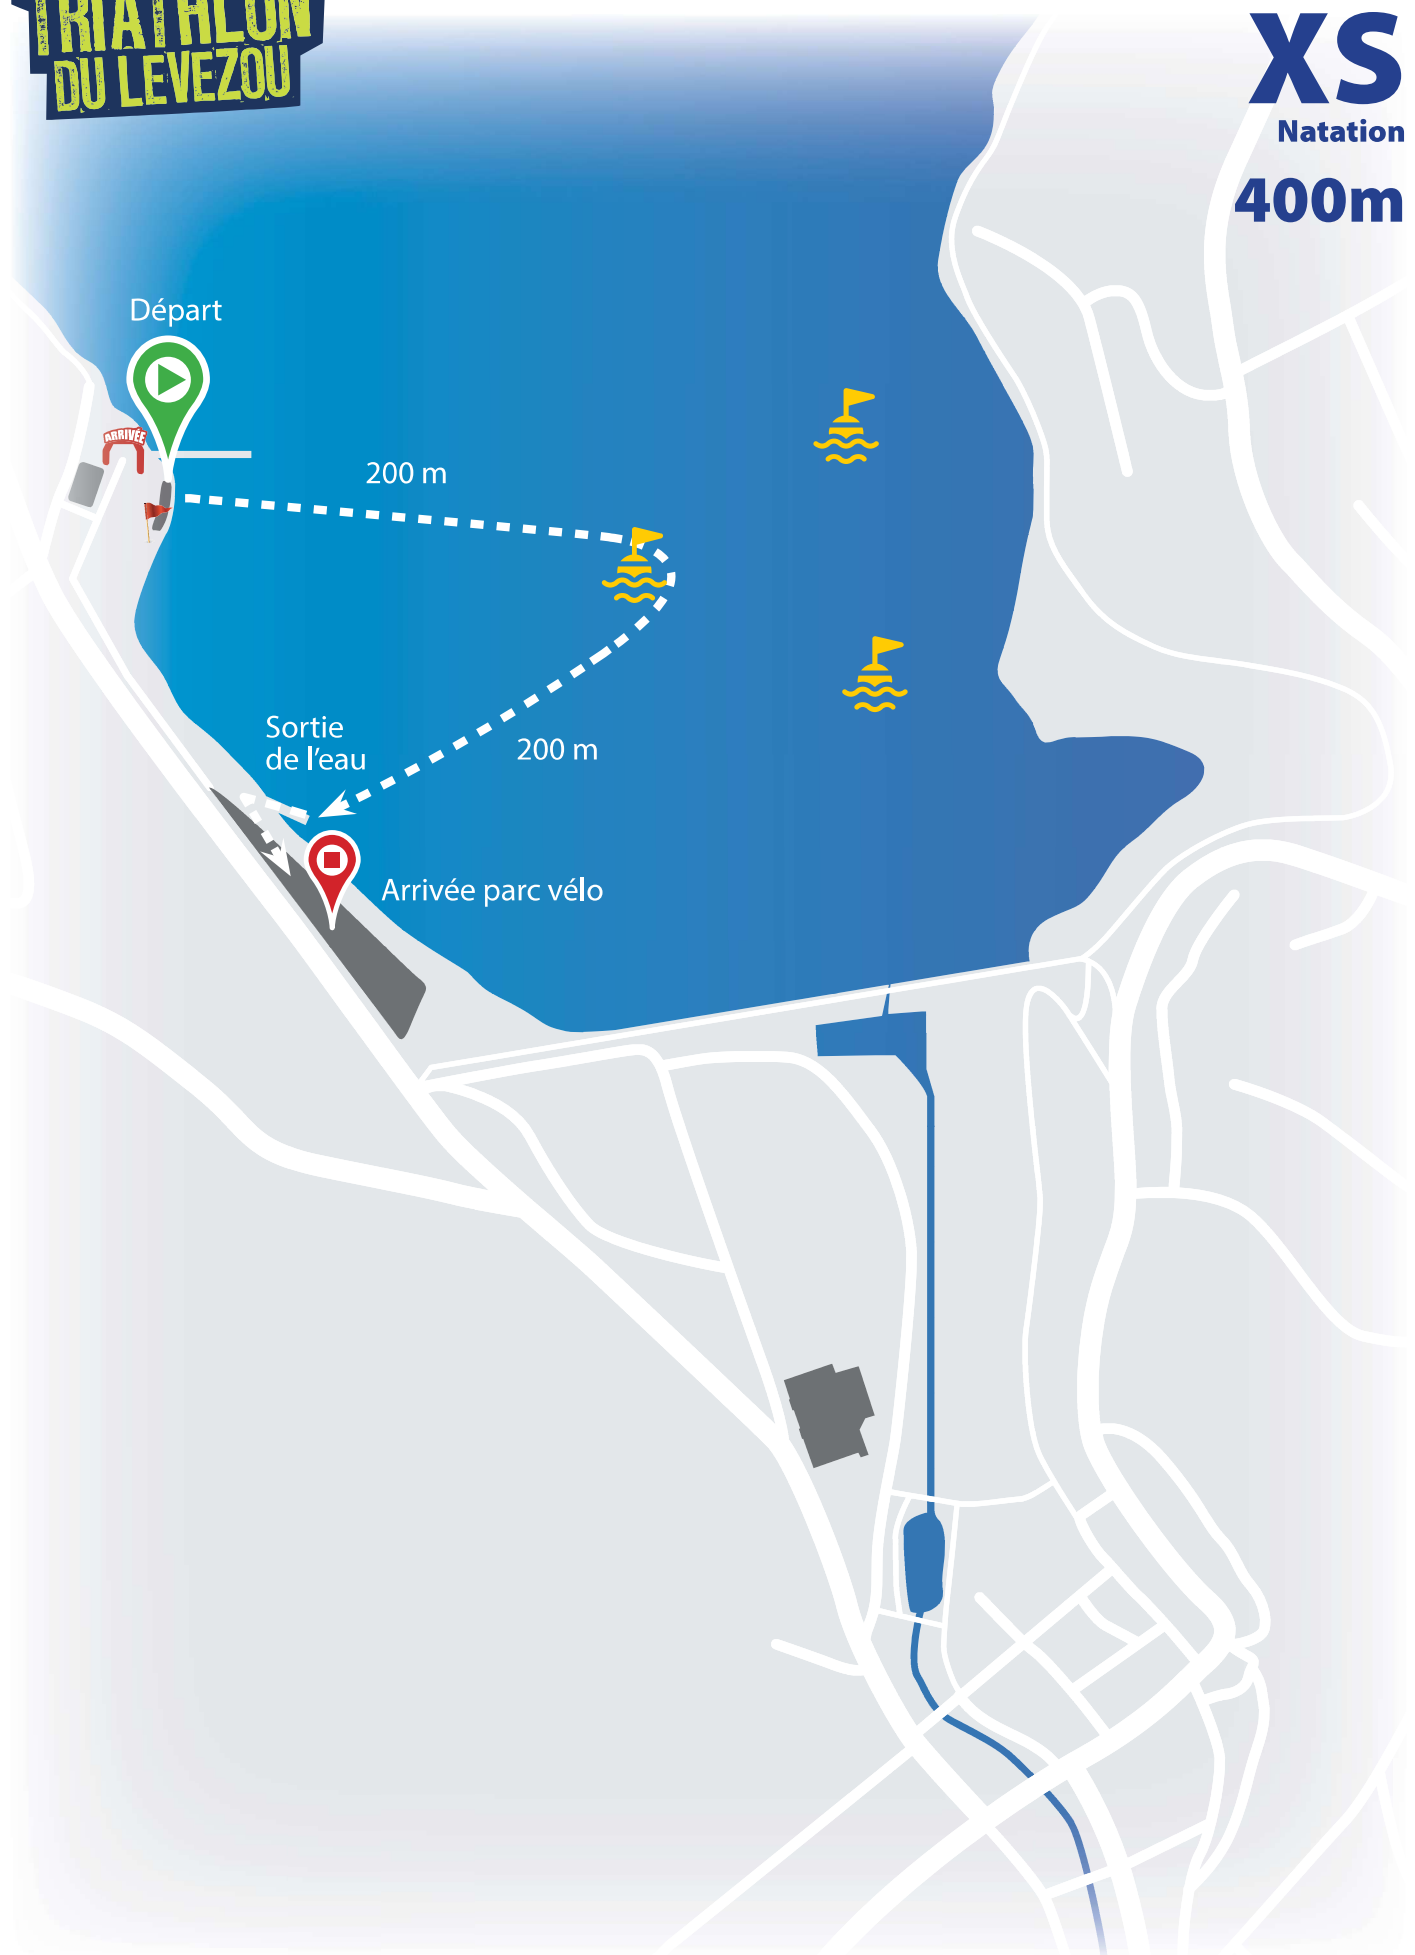 TRIATHLON
DU LEVEZOU
XS
Natation
400m
Départ
ARRIVÉE
200 m
200 m
Sortie
de l'eau
Arrivée parc vélo